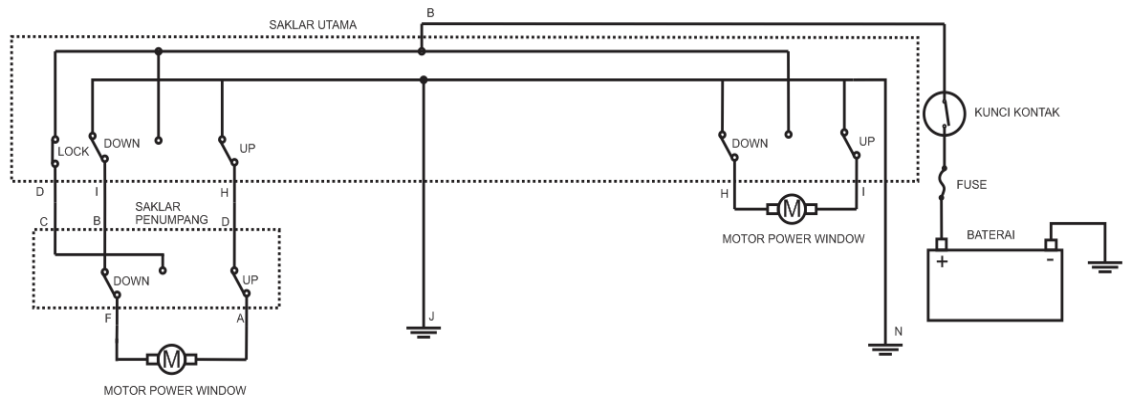 B
SAKLAR UTAMA
KUNCI KONTAK
LOCK
DOWN
UP
DOWN
UP
D
I
H
H
I
FUSE
SAKLAR
PENUMPANG
C
B
D
M
MOTOR POWER WINDOW
BATERAI
+
-
DOWN
UP
F
A
J
N
M
MOTOR POWER WINDOW